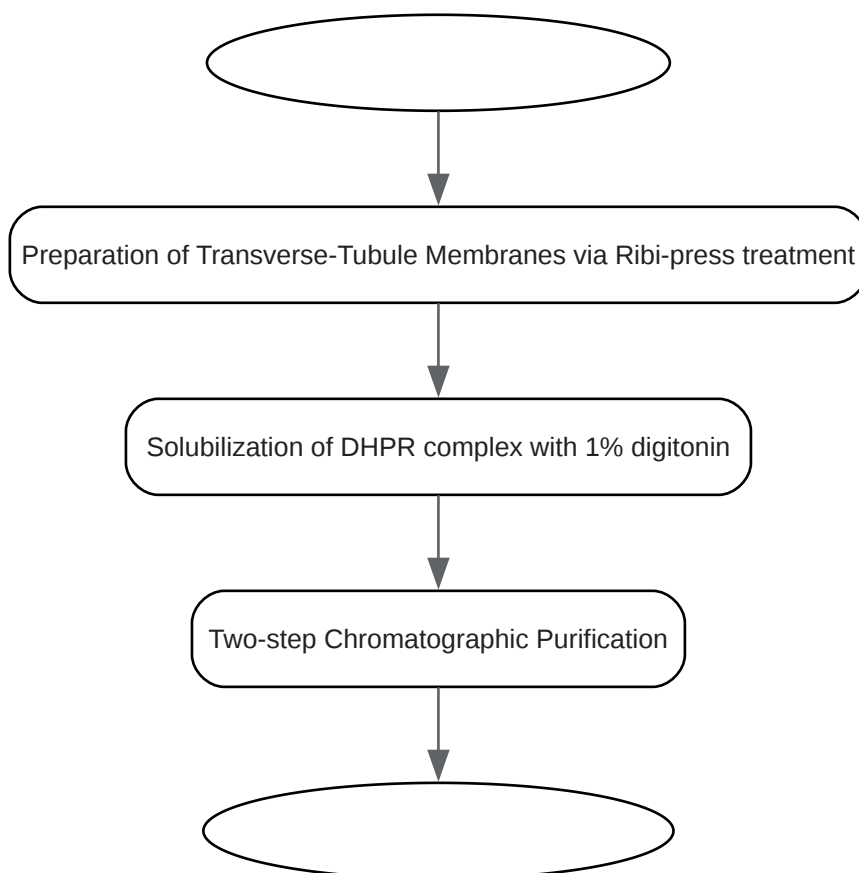 Preparation of Transverse-Tubule Membranes via Ribi-press treatment
Solubilization of DHPR complex with 1% digitonin
Two-step Chromatographic Purification